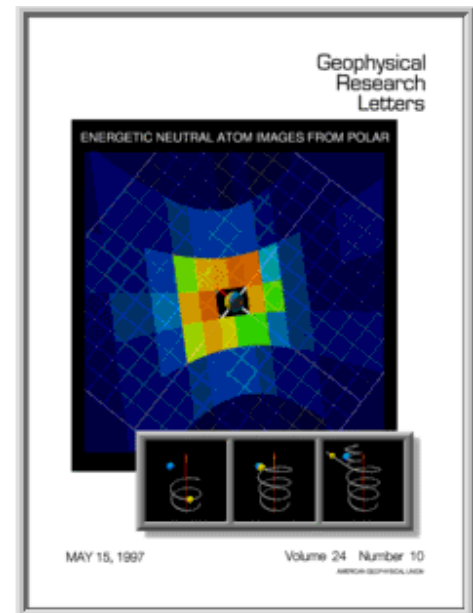 Geophysical
Research
Letters
ENERGETIC NEUTRAL ATOM IMAGES FROM POLAR
MAY 15, 1997
Volume 24 Number 10
AMERICAN GEOPHYSICAL UNION